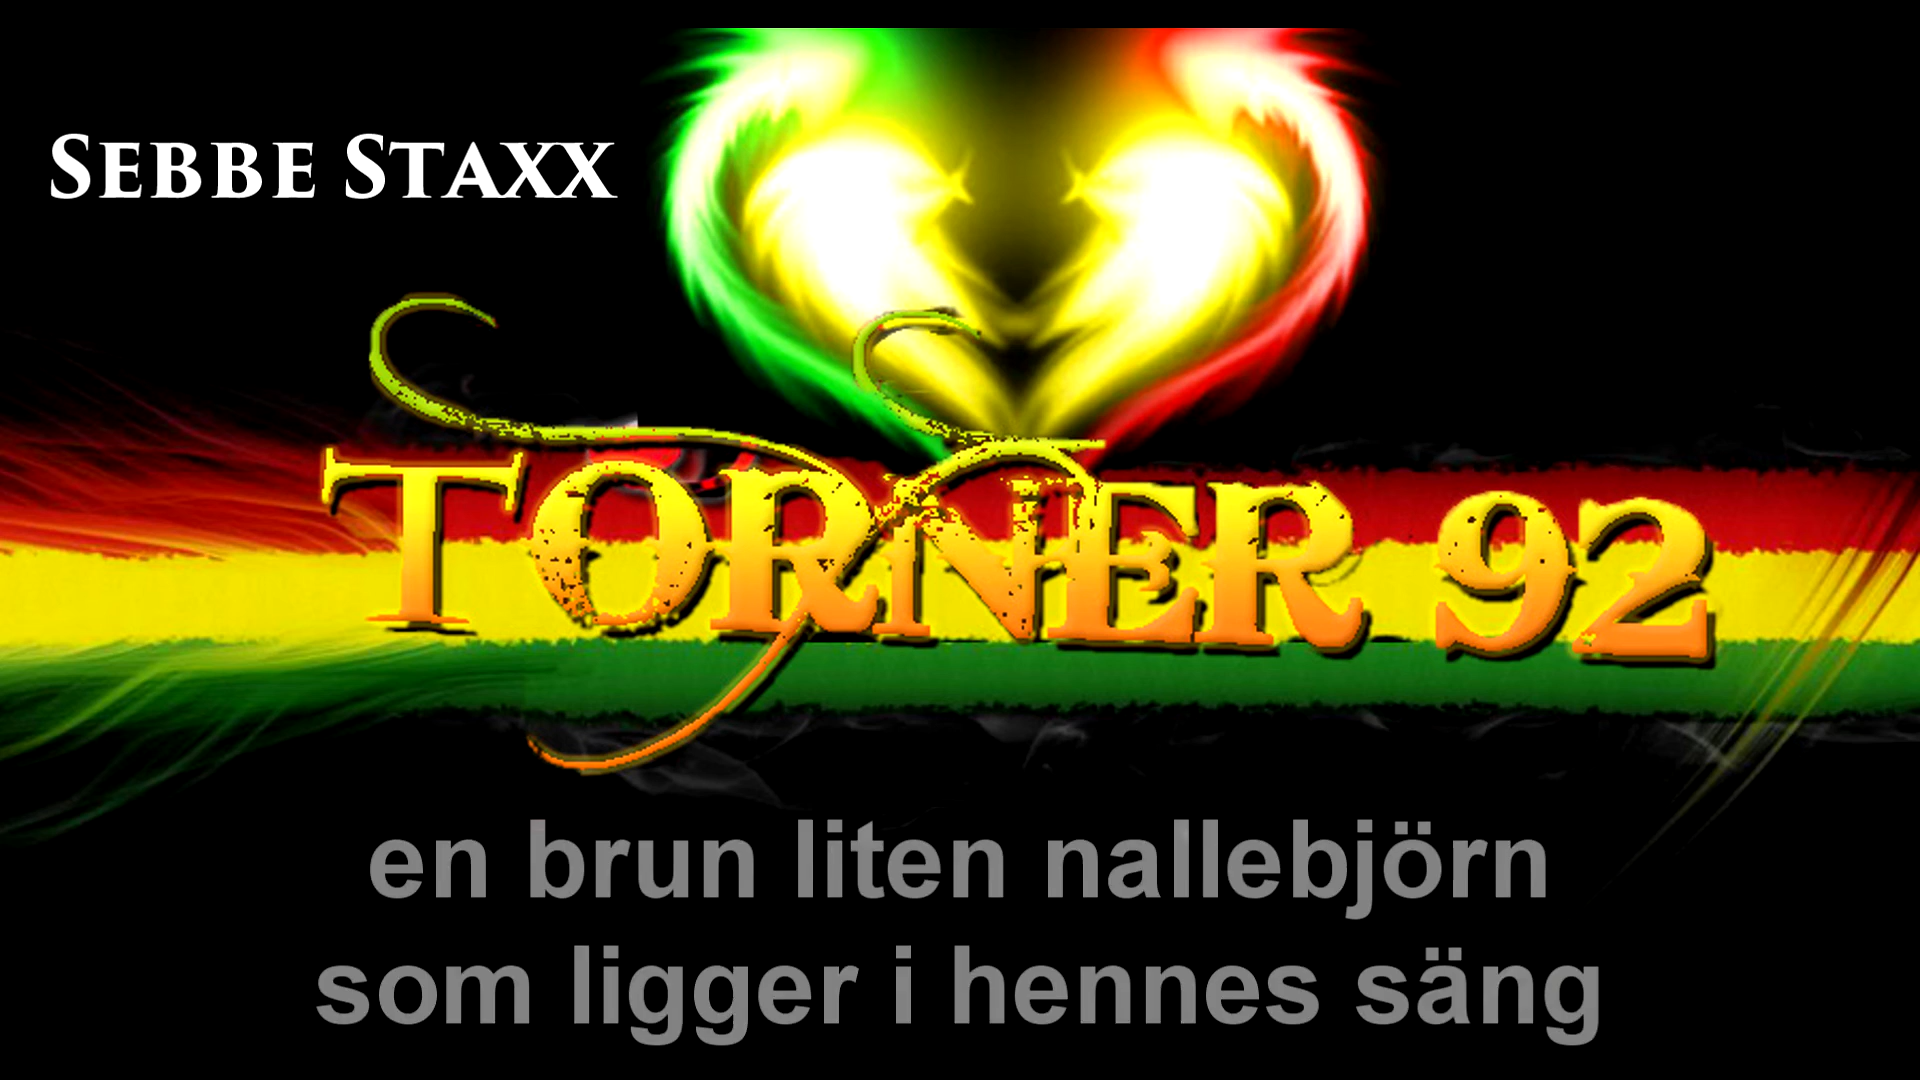 SEBBE STAXX
TORNER 92
en brun liten nallebjörn
som ligger i hennes säng